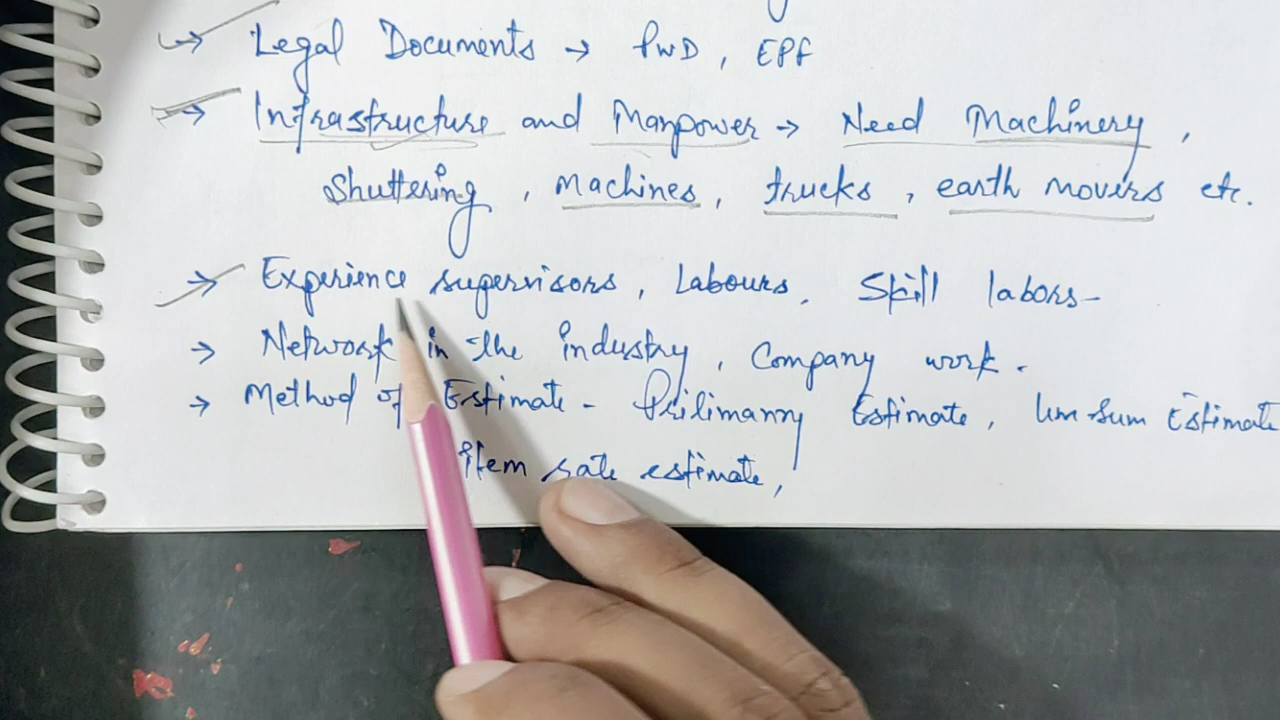 → Legal Documents → PWD, EPF
→ Infrastructure and Manpower → Need Machinery,
Shuttering, Machines, trucks, earth movers etc.
→ Experience supervisors, Labours, Skill labors-
→ Network in the industry, Company work.
→ Method of Estimate - Prilimanry Estimate, lum sum Estimate
item rate estimate,